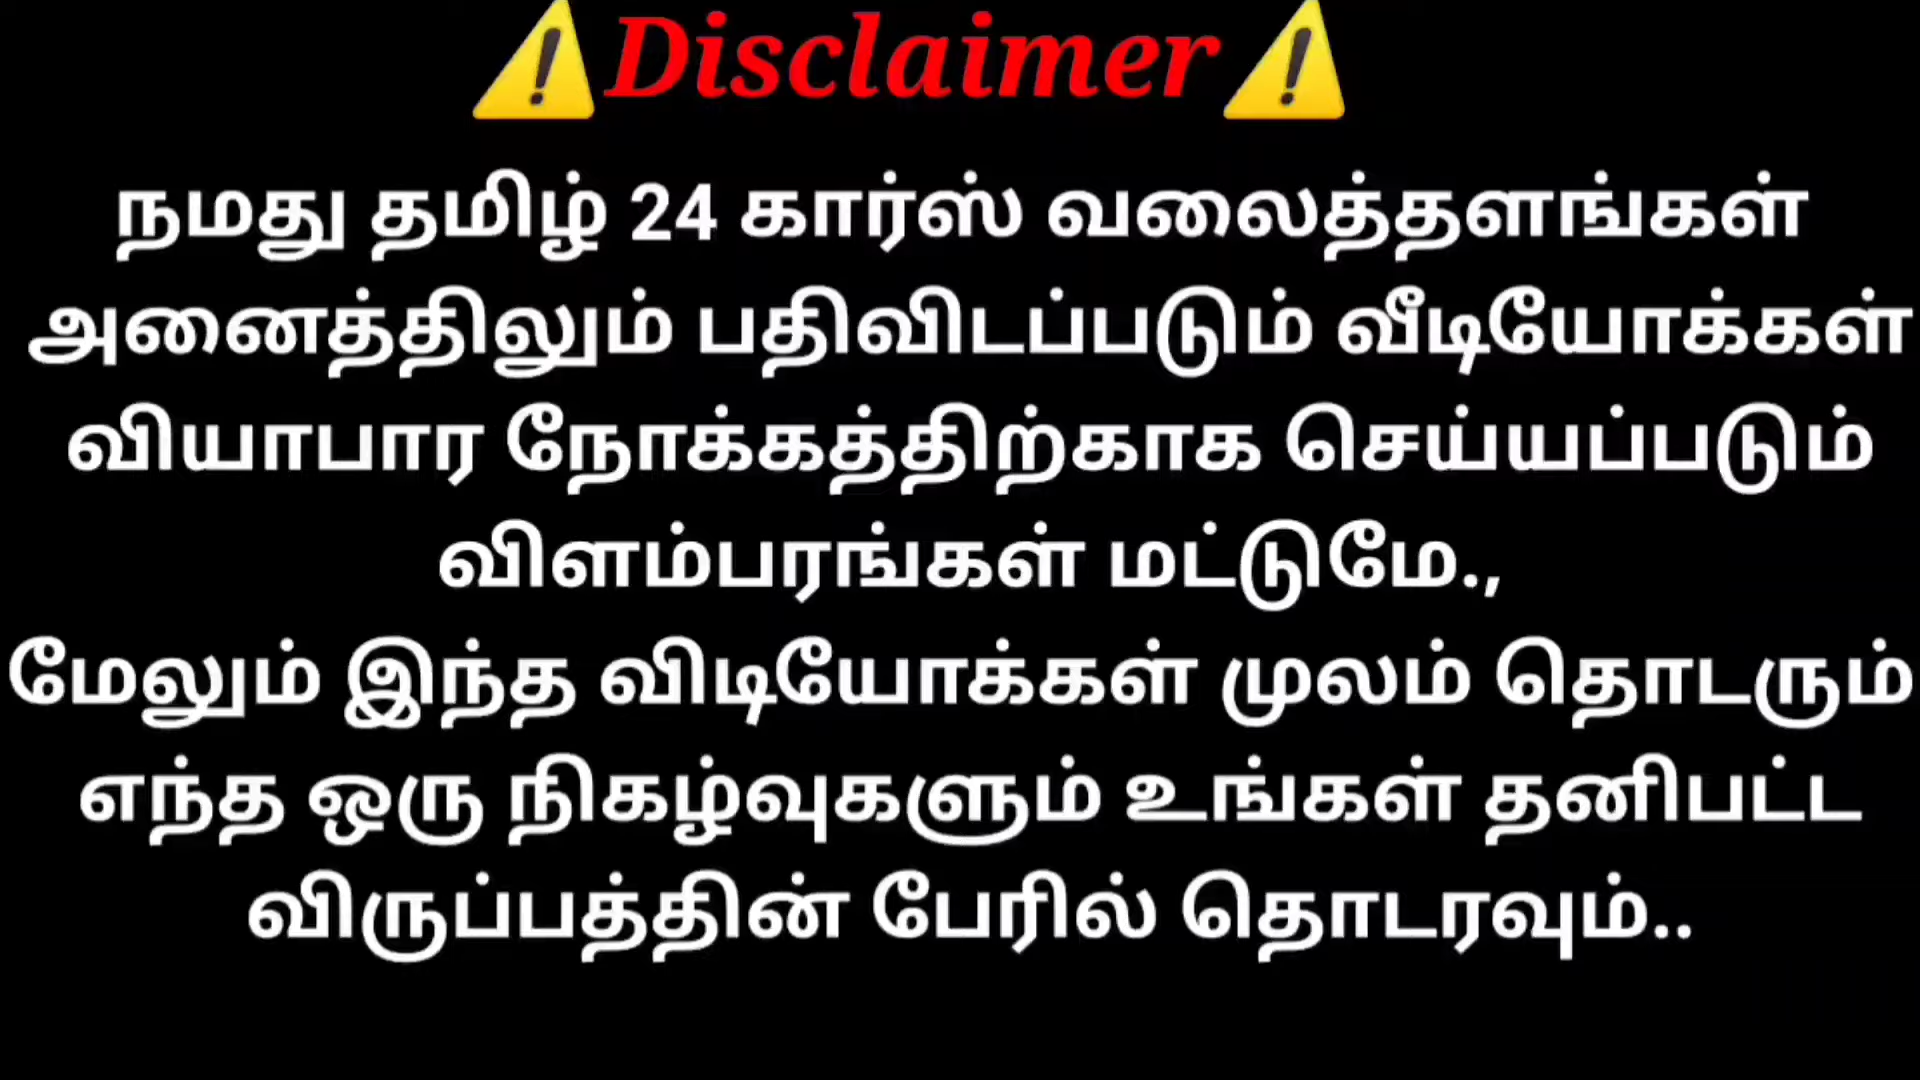 ⚠️Disclaimer⚠️
நமது தமிழ் 24 கார்ஸ் வலைத்தளங்கள்
அனைத்திலும் பதிவிடப்படும் வீடியோக்கள்
வியாபார நோக்கத்திற்காக செய்யப்படும்
விளம்பரங்கள் மட்டுமே.,
மேலும் இந்த விடியோக்கள் முலம் தொடரும்
எந்த ஒரு நிகழ்வுகளும் உங்கள் தனிபட்ட
விருப்பத்தின் பேரில் தொடரவும்..